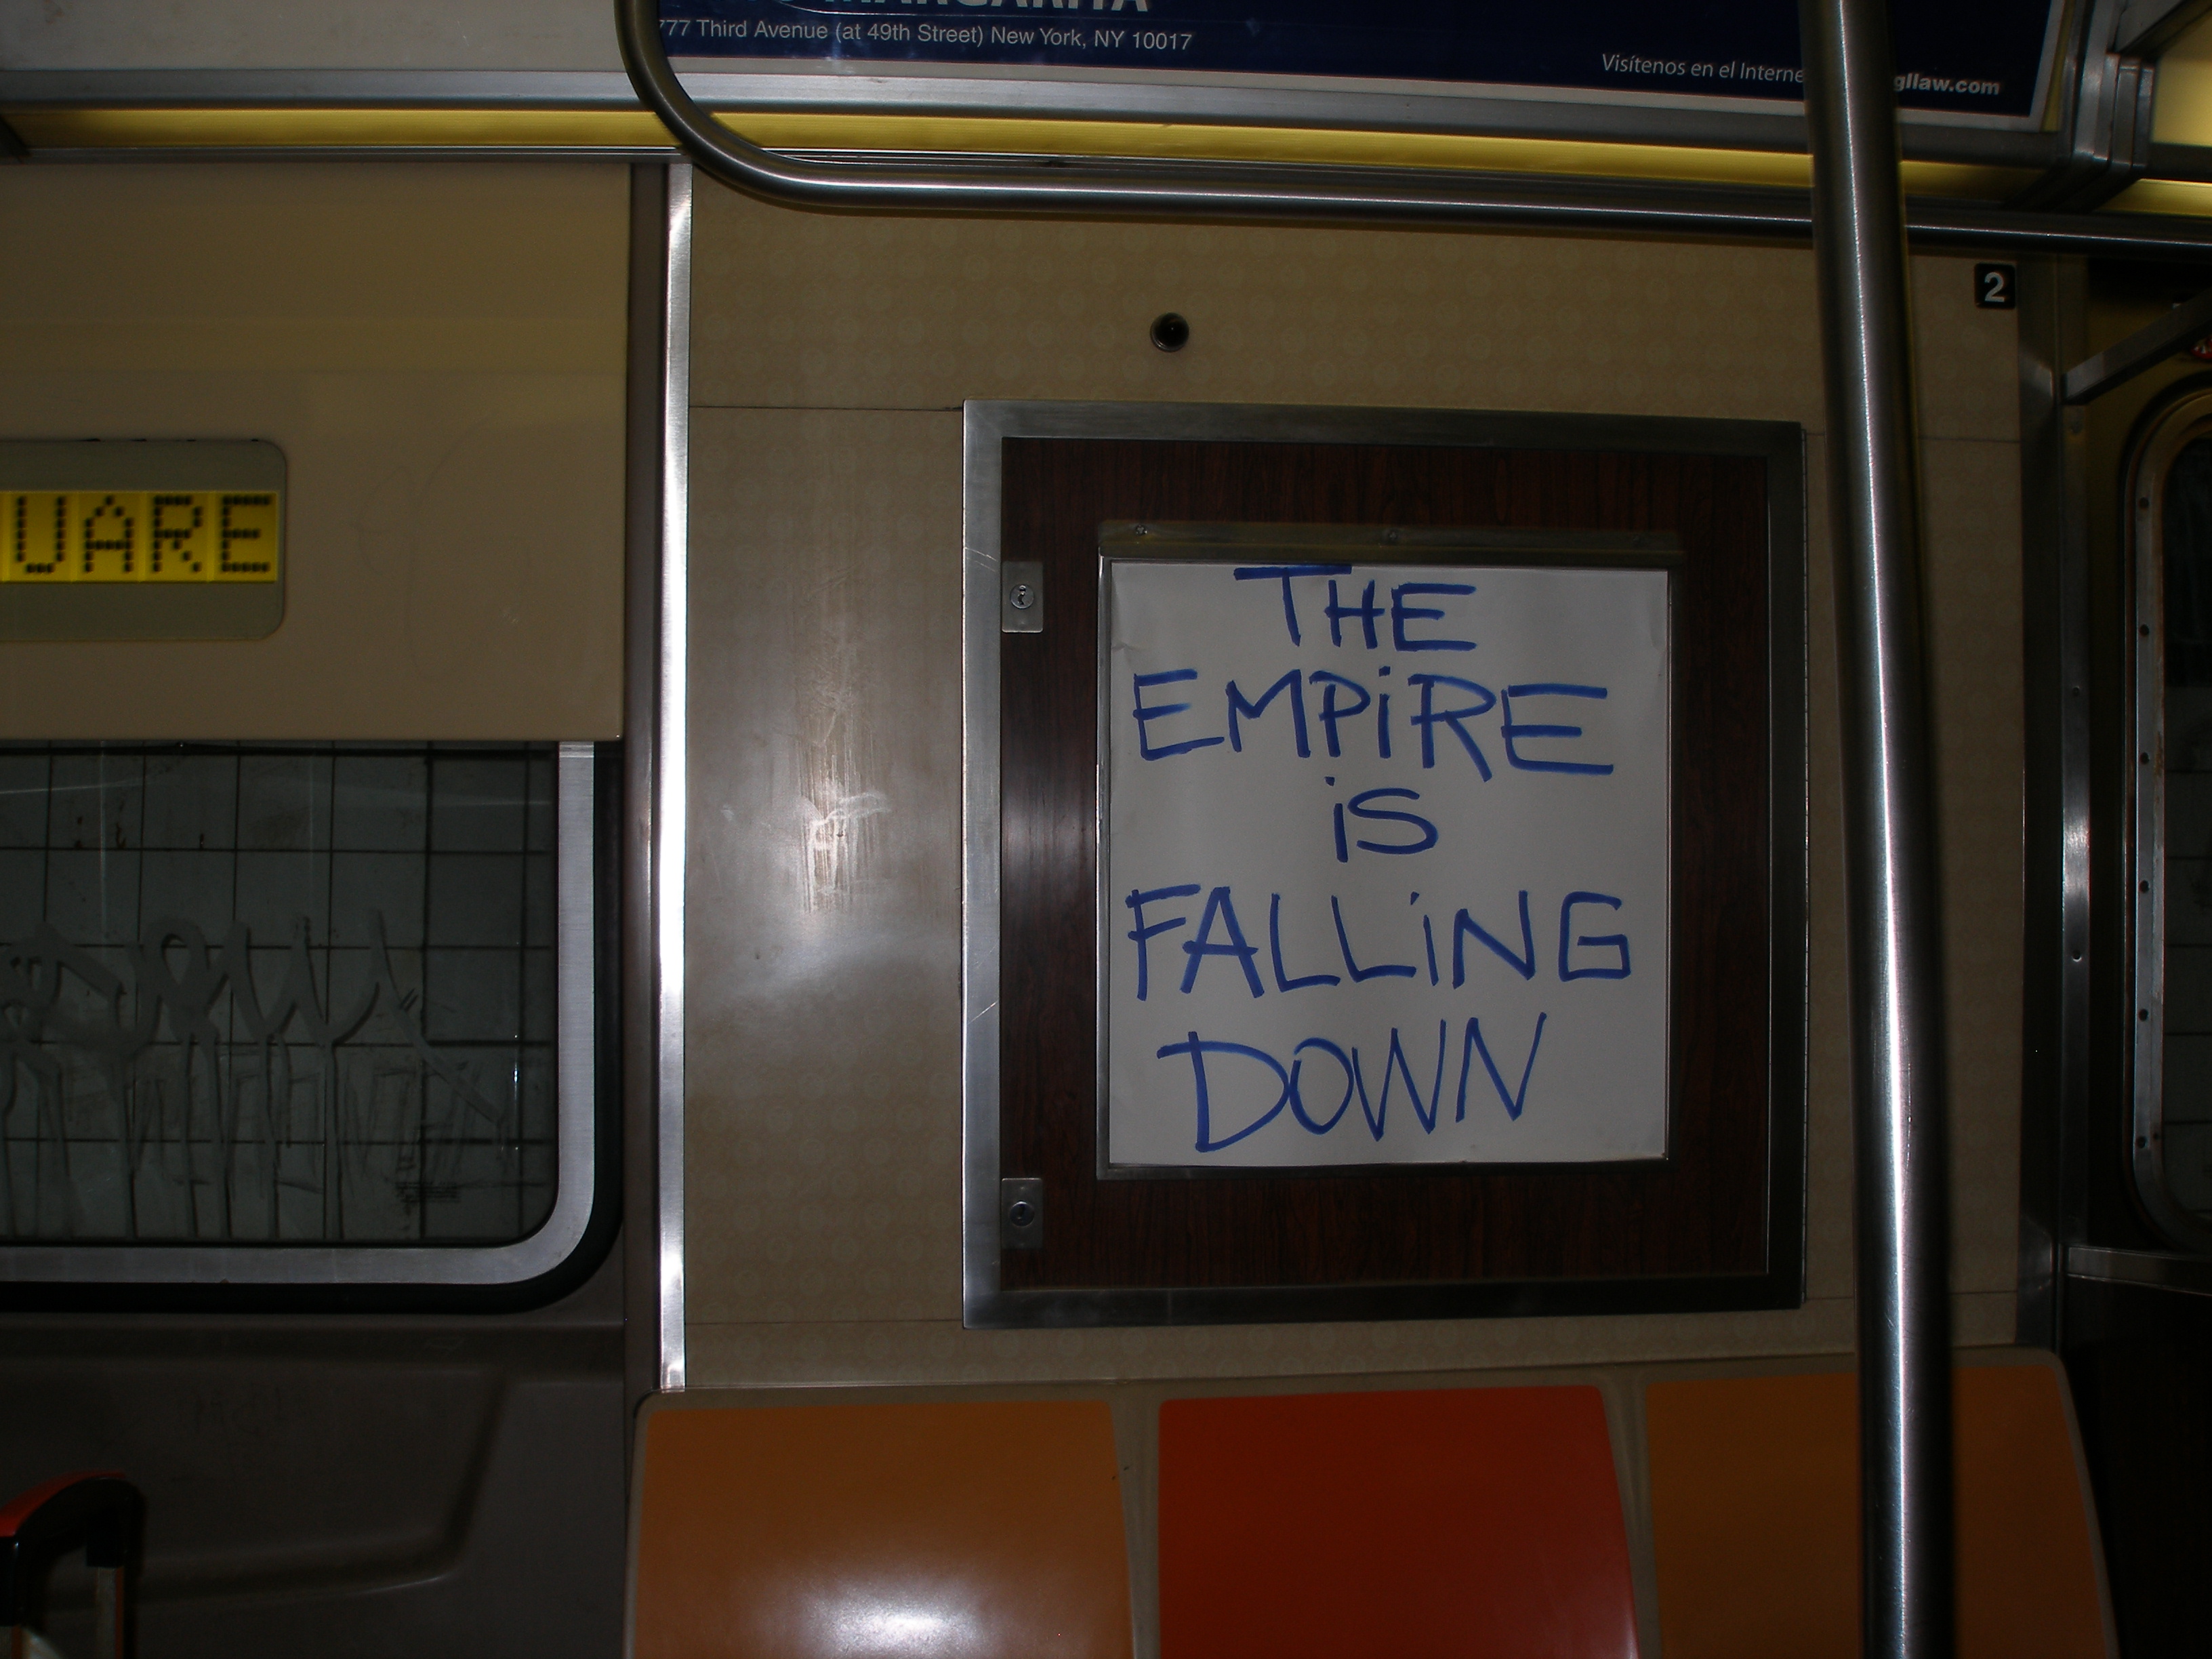 MARGARITA
777 Third Avenue (at 49th Street) New York, NY 10017
Visítenos en el gllaw.com
2
UARE
THE
EMPiRE
iS
FALLiNG
DOWN